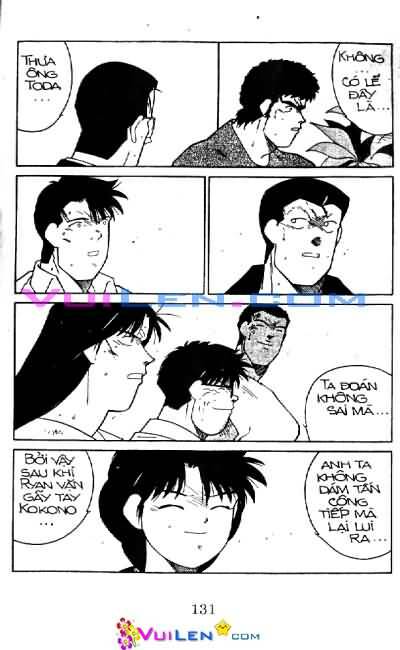 THƯA
ÔNG
TODA
...
KHÔNG
...
CÓ LẼ
ĐÂY
LÀ...
VUILEN.COM
TA ĐOÁN
KHÔNG
SAI MÀ...
BỞI VẬY
SAU KHI
RYAN VẶN
GÃY TAY
KOKONO
...
ANH TA
KHÔNG
DÁM TẤN
CÔNG
TIẾP MÀ
LẠI LUI
RA...
131
VUILEN.COM